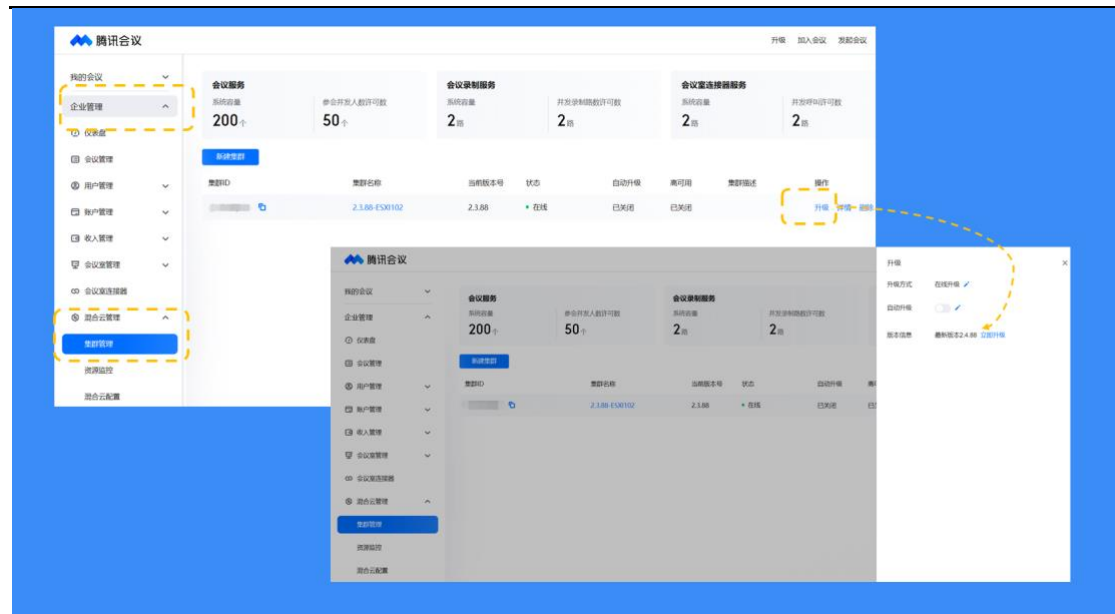 腾讯会议
升级 加入会议 发起会议
我的会议
企业管理
仪表盘
会议管理
用户管理
账户管理
收入管理
会议室管理
会议室连接器
混合云管理
集群管理
资源监控
混合云配置
会议服务
系统容量 参会并发人数许可数
200个 50个
会议录制服务
系统容量 并发录制路数许可数
2路 2路
会议室连接器服务
系统容量 并发呼叫许可数
2路 2路
新建集群
集群ID 集群名称 当前版本号 状态 自动升级 高可用 集群描述 操作
2.3.88-ESXI0102 2.3.88 在线 已关闭 已关闭 升级 详情 删除
腾讯会议
我的会议
企业管理
仪表盘
会议管理
用户管理
账户管理
收入管理
会议室管理
会议室连接器
混合云管理
集群管理
资源监控
混合云配置
会议服务
系统容量 参会并发人数许可数
200个 50个
会议录制服务
系统容量 并发录制路数许可数
2路 2路
新建集群
集群ID 集群名称 当前版本号 状态 自动升级
2.3.88-ESXI0102 2.3.88 在线 已关闭
升级
升级方式 在线升级
自动升级
版本信息 最新版本2.4.88 立即升级